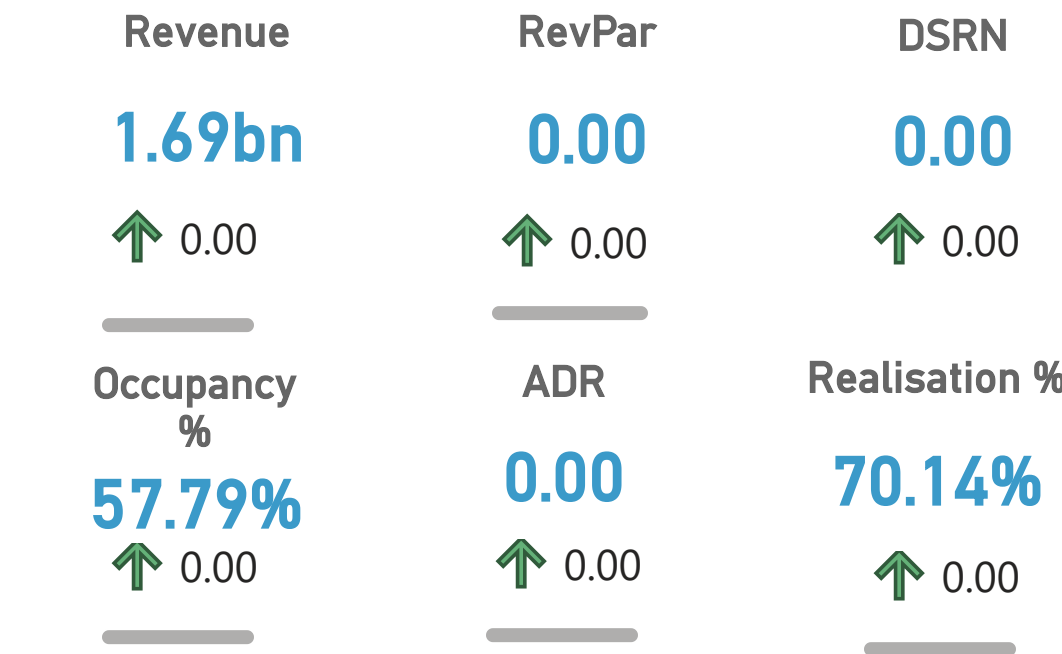 Revenue
RevPar
DSRN
1.69bn
0.00
0.00
0.00
0.00
0.00
Occupancy
%
ADR
Realisation %
57.79%
0.00
70.14%
0.00
0.00
0.00